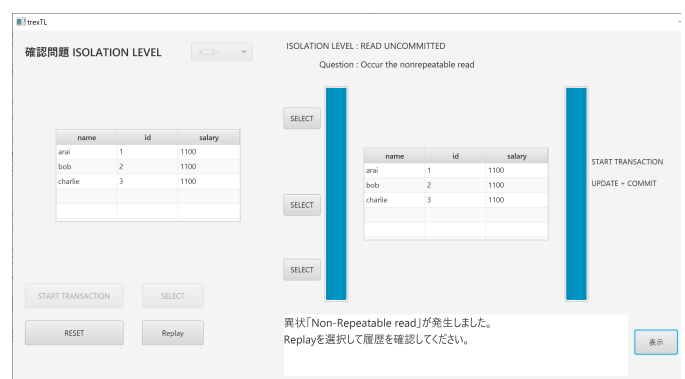 trexTL
確認問題 ISOLATION LEVEL
メニュー
ISOLATION LEVEL : READ UNCOMMITTED
Question : Occur the nonrepeatable read
name id salary
arai 1 1100
bob 2 1100
charlie 3 1100
START TRANSACTION
SELECT
RESET
Replay
SELECT
SELECT
SELECT
name id salary
arai 1 1100
bob 2 1100
charlie 3 1100
START TRANSACTION
UPDATE + COMMIT
異状「Non-Repeatable read」が発生しました。
Replayを選択して履歴を確認してください。
表示